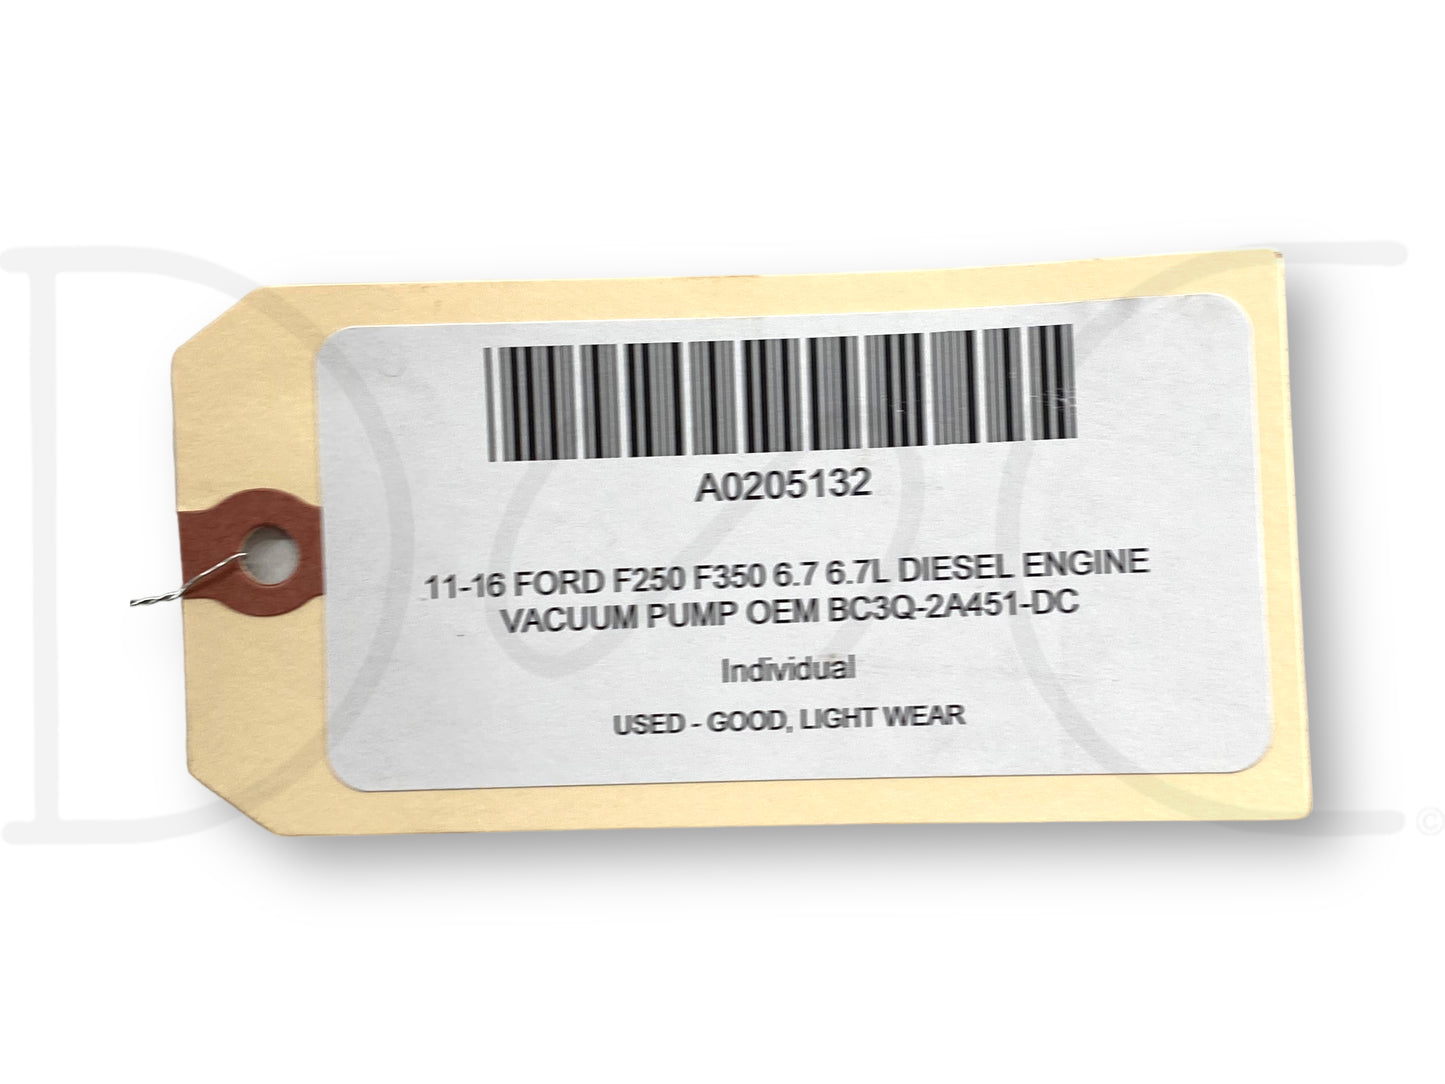 A0205132
11-16 FORD F250 F350 6.7 6.7L DIESEL ENGINE
VACUUM PUMP OEM BC3Q-2A451-DC
Individual
USED - GOOD, LIGHT WEAR
D C
©